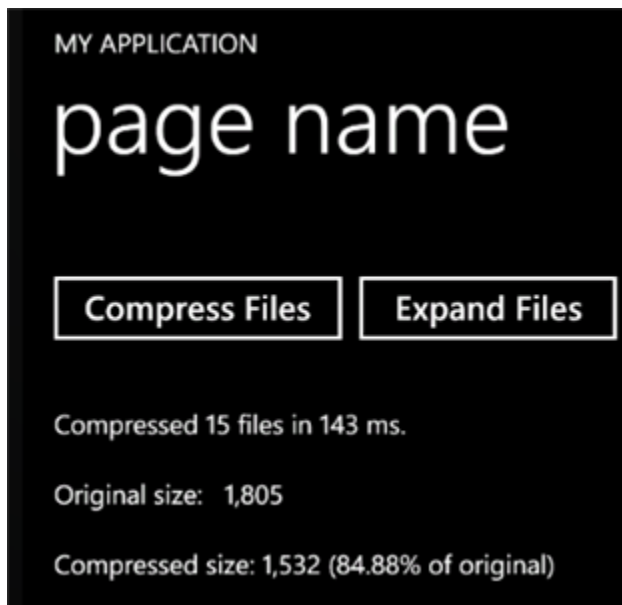 MY APPLICATION
page name
Compress Files Expand Files
Compressed 15 files in 143 ms.
Original size: 1,805
Compressed size: 1,532 (84.88% of original)